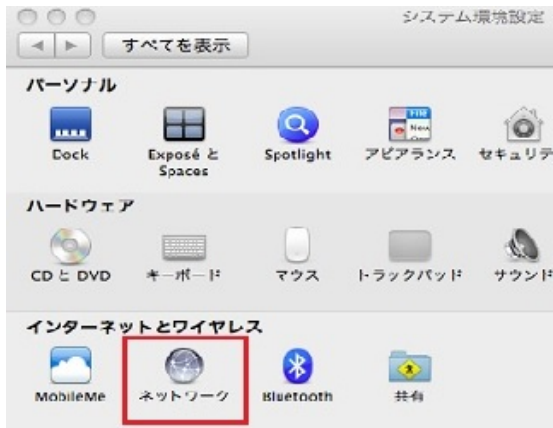 システム環境設定
すべてを表示
パーソナル
Dock
Exposé と
Spaces
Spotlight
アピアランス
セキュリテ
ハードウェア
CD と DVD
キーボード
マウス
トラックパッド
サウンド
インターネットとワイヤレス
MobileMe
ネットワーク
Bluetooth
共有